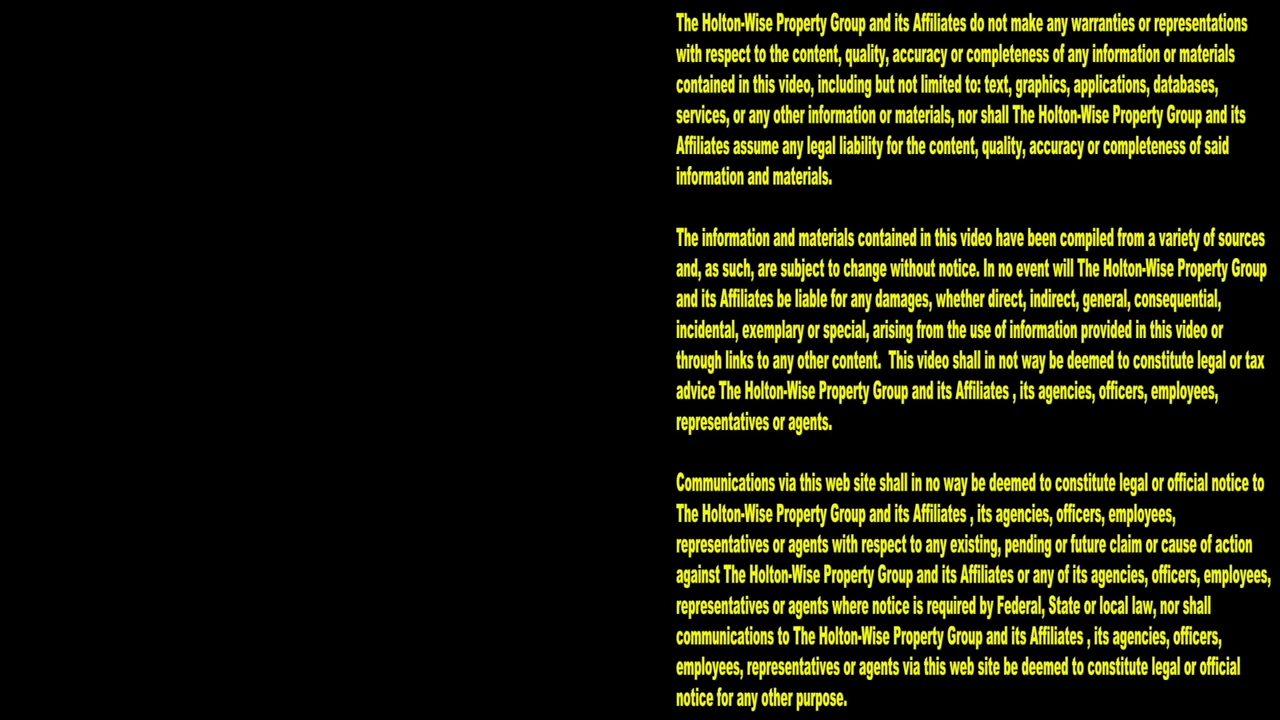 The Holton-Wise Property Group and its Affiliates do not make any warranties or representations
with respect to the content, quality, accuracy or completeness of any information or materials
contained in this video, including but not limited to: text, graphics, applications, databases,
services, or any other information or materials, nor shall The Holton-Wise Property Group and its
Affiliates assume any legal liability for the content, quality, accuracy or completeness of said
information and materials.
The information and materials contained in this video have been compiled from a variety of sources
and, as such, are subject to change without notice. In no event will The Holton-Wise Property Group
and its Affiliates be liable for any damages, whether direct, indirect, general, consequential,
incidental, exemplary or special, arising from the use of information provided in this video or
through links to any other content.  This video shall in not way be deemed to constitute legal or tax
advice The Holton-Wise Property Group and its Affiliates , its agencies, officers, employees,
representatives or agents.
Communications via this web site shall in no way be deemed to constitute legal or official notice to
The Holton-Wise Property Group and its Affiliates , its agencies, officers, employees,
representatives or agents with respect to any existing, pending or future claim or cause of action
against The Holton-Wise Property Group and its Affiliates or any of its agencies, officers, employees,
representatives or agents where notice is required by Federal, State or local law, nor shall
communications to The Holton-Wise Property Group and its Affiliates , its agencies, officers,
employees, representatives or agents via this web site be deemed to constitute legal or official
notice for any other purpose.